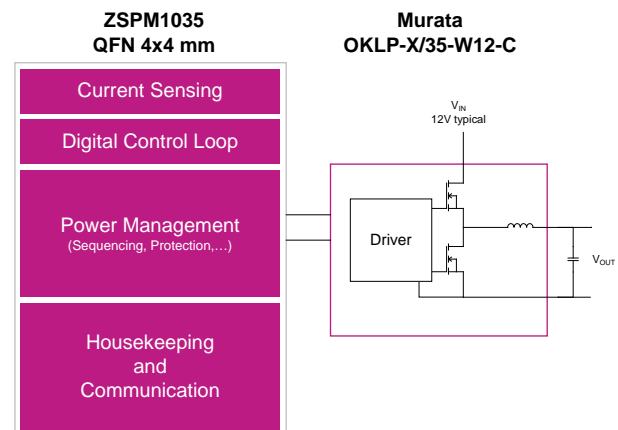 ZSPM1035
QFN 4x4 mm
Murata
OKLP-X/35-W12-C
Current Sensing
Digital Control Loop
Power Management
(Sequencing, Protection,…)
Housekeeping
and
Communication
VIN
12V typical
Driver
VOUT